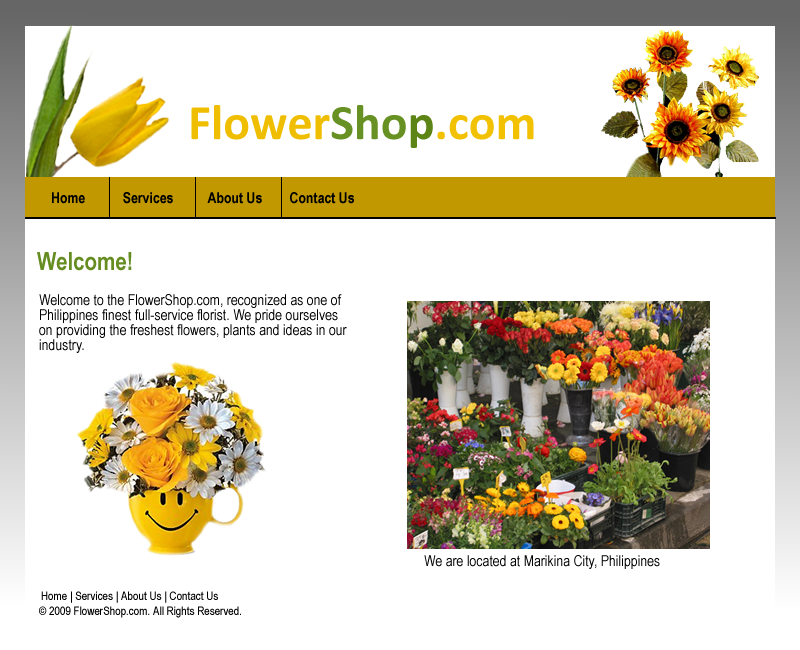 FlowerShop.com
Home Services About Us Contact Us
Welcome!
Welcome to the FlowerShop.com, recognized as one of
Philippines finest full-service florist. We pride ourselves
on providing the freshest flowers, plants and ideas in our
industry.
We are located at Marikina City, Philippines
Home | Services | About Us | Contact Us
© 2009 FlowerShop.com. All Rights Reserved.